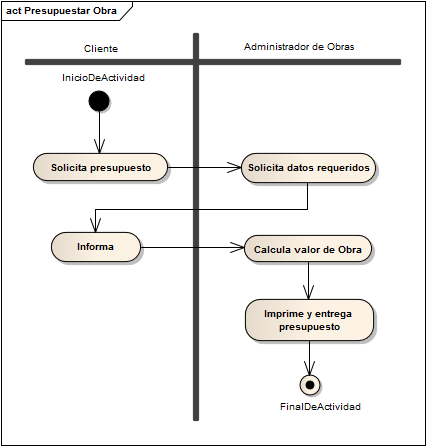 act Presupuestar Obra
Cliente
Administrador de Obras
InicioDeActividad
Solicita presupuesto
Solicita datos requeridos
Informa
Calcula valor de Obra
Imprime y entrega
presupuesto
FinalDeActividad